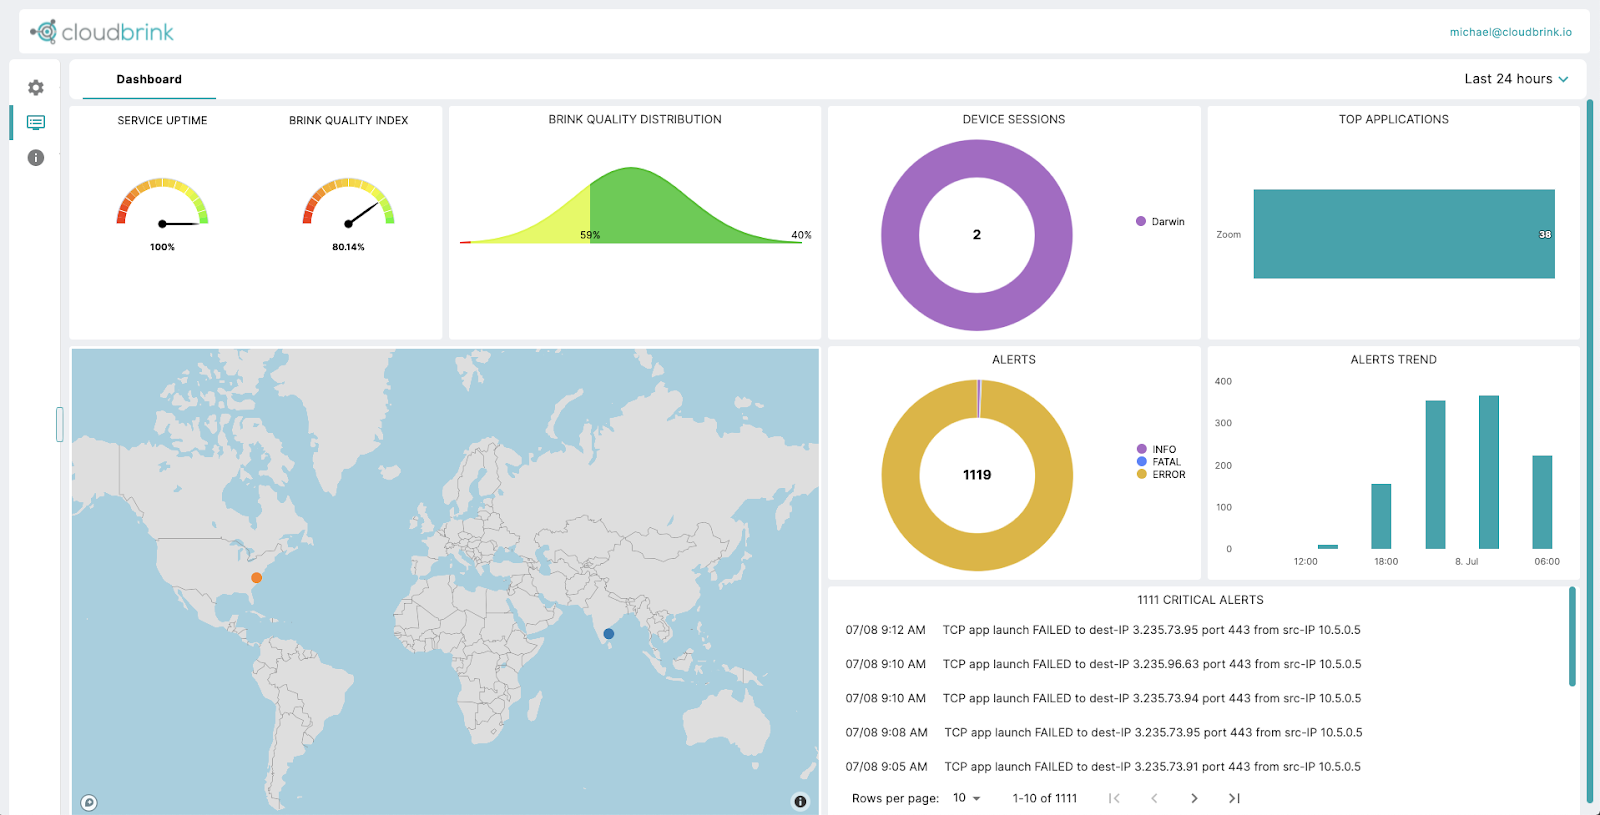 cloudbrink
michael@cloudbrink.io
Dashboard
Last 24 hours
SERVICE UPTIME
BRINK QUALITY INDEX
100%
80.14%
BRINK QUALITY DISTRIBUTION
59%
40%
DEVICE SESSIONS
2
Darwin
TOP APPLICATIONS
Zoom
38
ALERTS
1119
INFO
FATAL
ERROR
ALERTS TREND
400
300
200
100
0
12:00 18:00 8. Jul 06:00
1111 CRITICAL ALERTS
07/08 9:12 AM TCP app launch FAILED to dest-IP 3.235.73.95 port 443 from src-IP 10.5.0.5
07/08 9:10 AM TCP app launch FAILED to dest-IP 3.235.96.63 port 443 from src-IP 10.5.0.5
07/08 9:10 AM TCP app launch FAILED to dest-IP 3.235.73.94 port 443 from src-IP 10.5.0.5
07/08 9:08 AM TCP app launch FAILED to dest-IP 3.235.73.95 port 443 from src-IP 10.5.0.5
07/08 9:05 AM TCP app launch FAILED to dest-IP 3.235.73.91 port 443 from src-IP 10.5.0.5
Rows per page: 10 1-10 of 1111